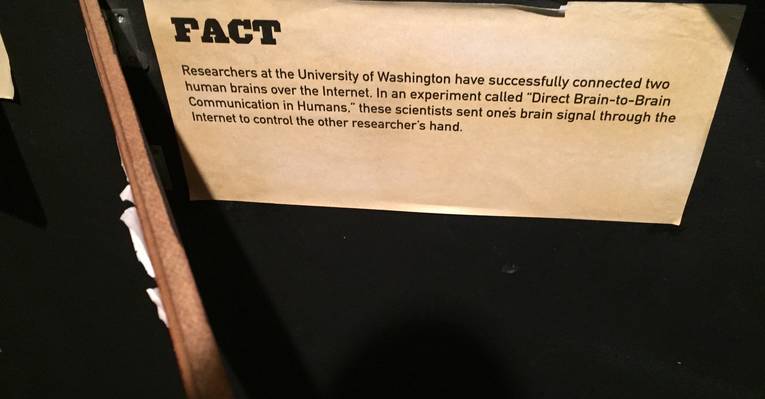 FACT
Researchers at the University of Washington have successfully connected two
human brains over the Internet. In an experiment called "Direct Brain-to-Brain
Communication in Humans," these scientists sent one's brain signal through the
Internet to control the other researcher's hand.